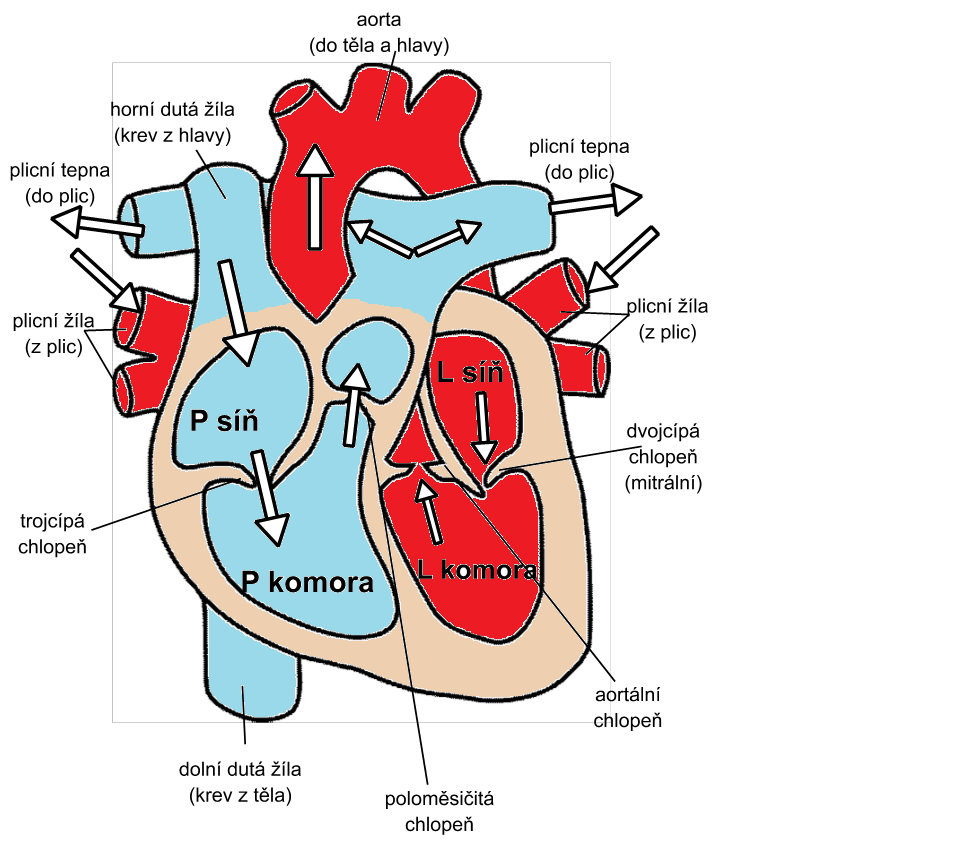 aorta
(do těla a hlavy)
horní dutá žíla
(krev z hlavy)
plicní tepna
(do plic)
plicní tepna
(do plic)
plicní žíla
(z plic)
plicní žíla
(z plic)
L síň
P síň
dvojcípá
chlopeň
(mitrální)
trojcípá
chlopeň
P komora
L komora
aortální
chlopeň
dolní dutá žíla
(krev z těla)
poloměsičitá
chlopeň